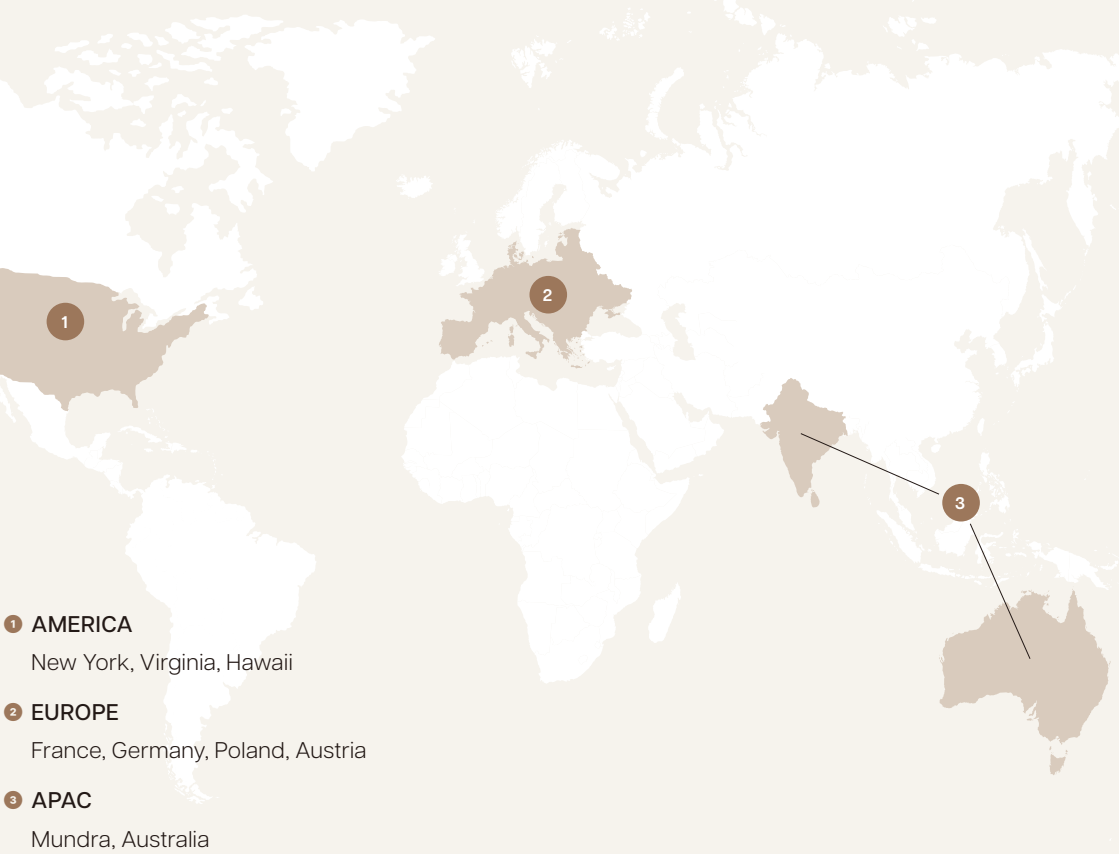 1
2
3
1 AMERICA
New York, Virginia, Hawaii
2 EUROPE
France, Germany, Poland, Austria
3 APAC
Mundra, Australia